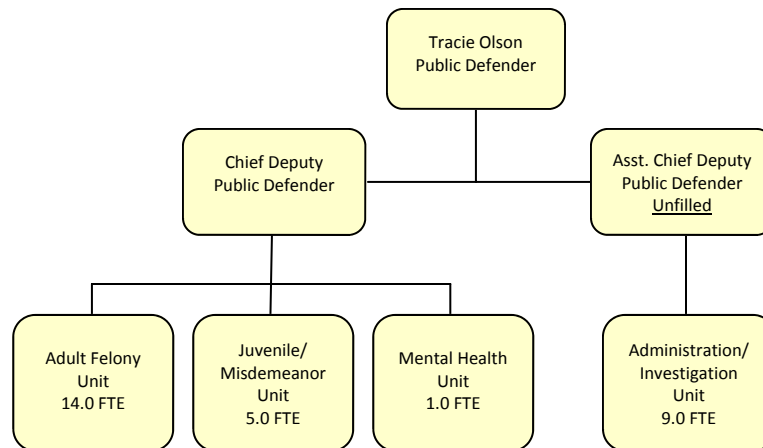 Tracie Olson
Public Defender
Chief Deputy
Public Defender
Asst. Chief Deputy
Public Defender
Unfilled
Adult Felony
Unit
14.0 FTE
Juvenile/
Misdemeanor
Unit
5.0 FTE
Mental Health
Unit
1.0 FTE
Administration/
Investigation
Unit
9.0 FTE